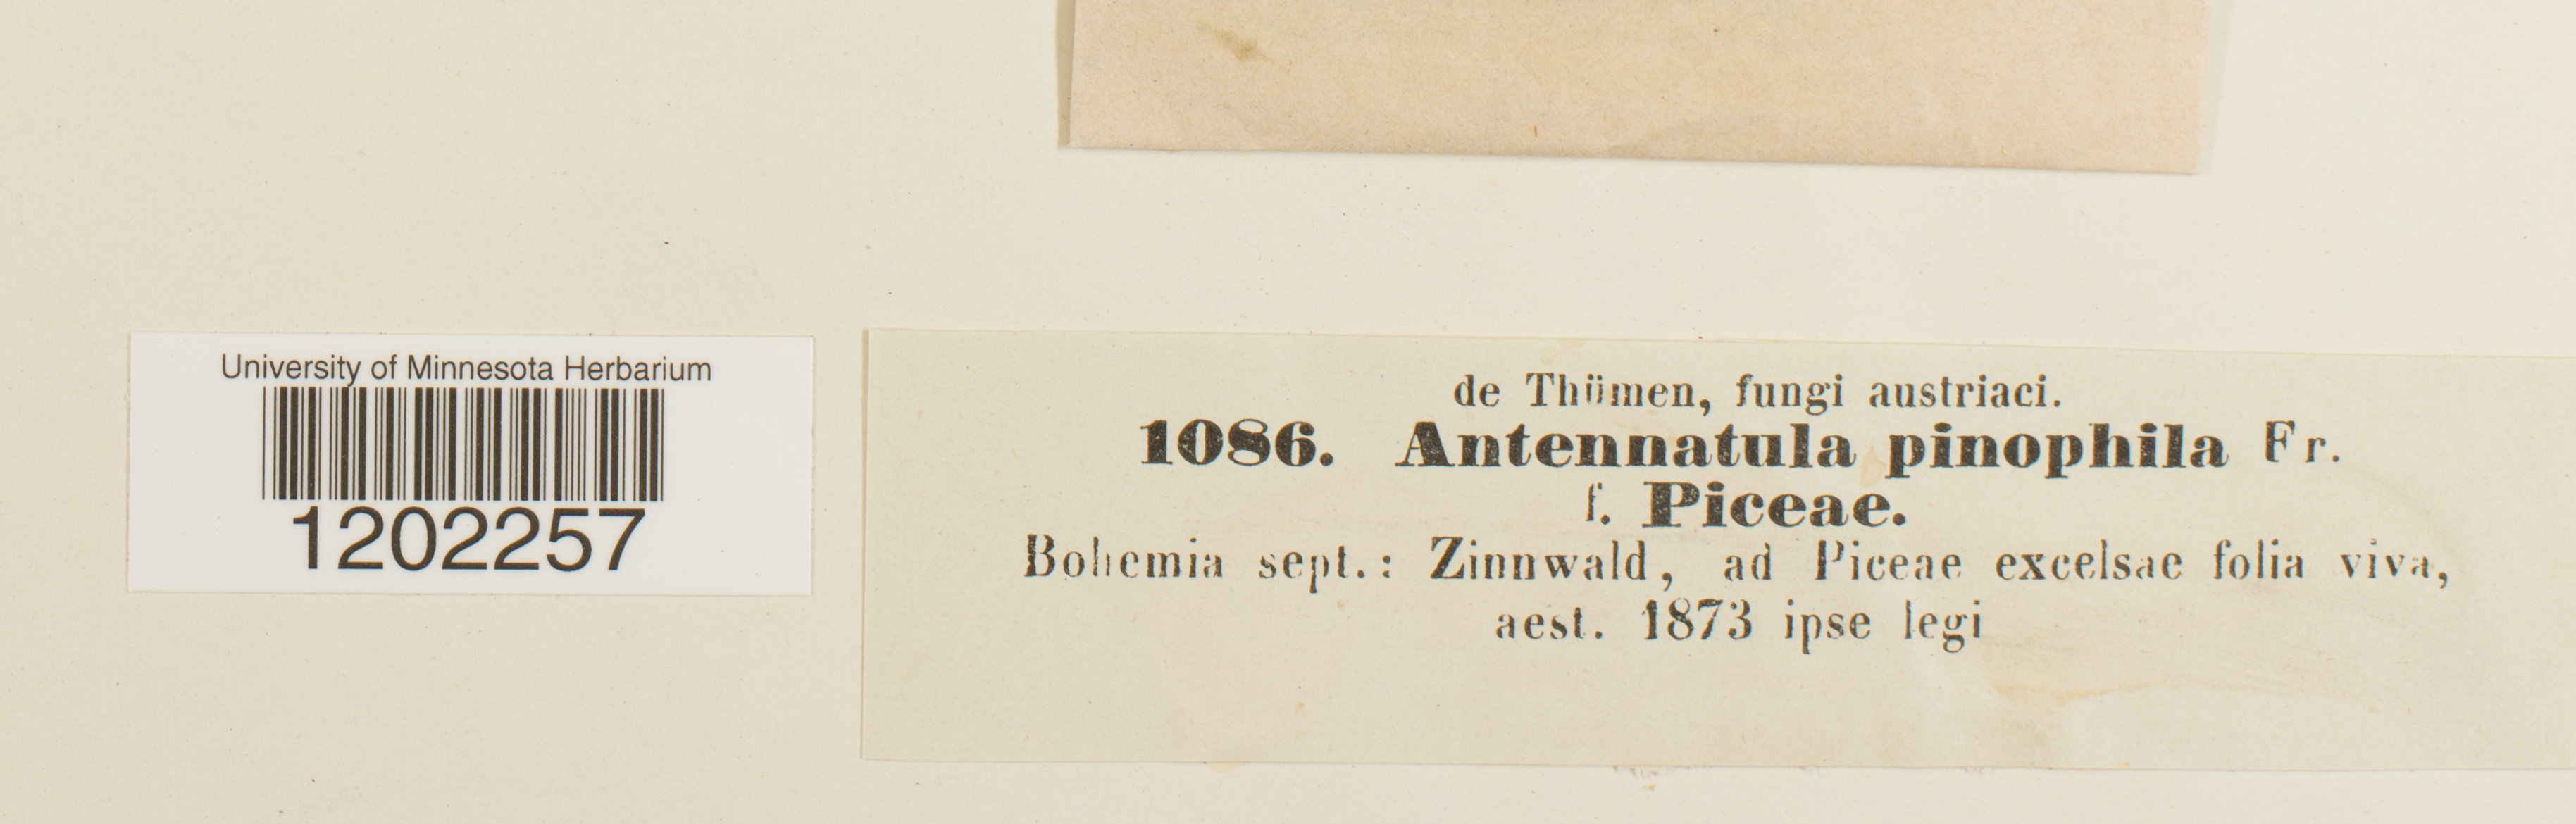 University of Minnesota Herbarium
1202257
de Thümen, fungi austriaci.
1086. Antennatula pinophila Fr.
f. Piceae.
Bohemia sept.: Zinnwald, ad Piceae excelsae folia viva,
aest. 1873 ipse legi